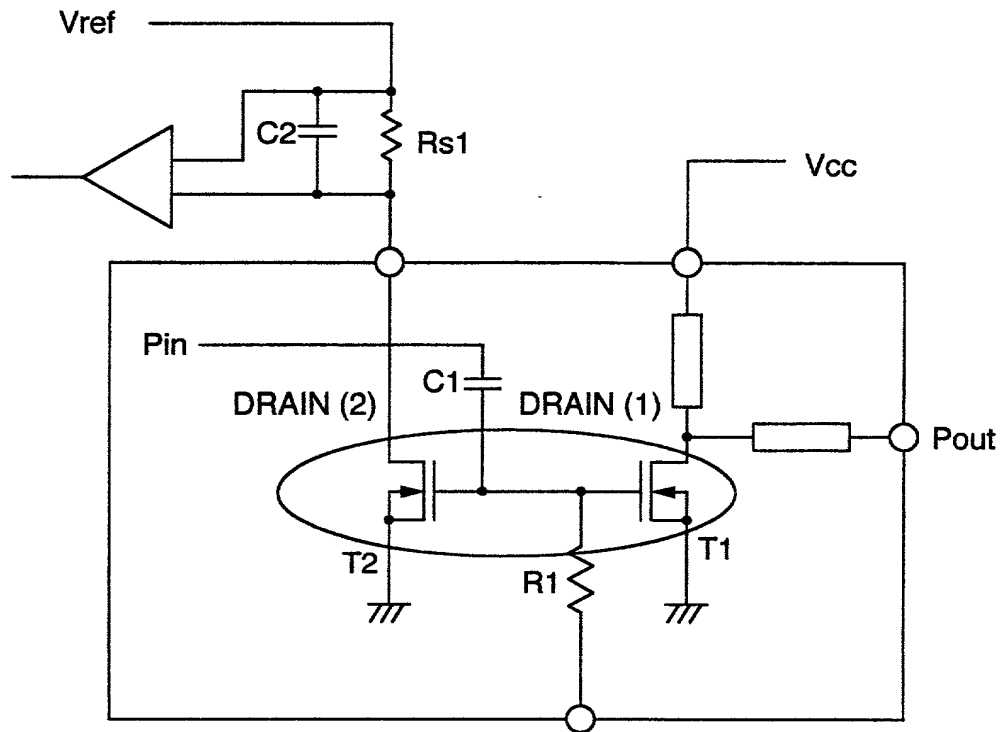 Vref
C2
Rs1
Vcc
Pin
C1
DRAIN (2)
DRAIN (1)
Pout
T2
R1
T1